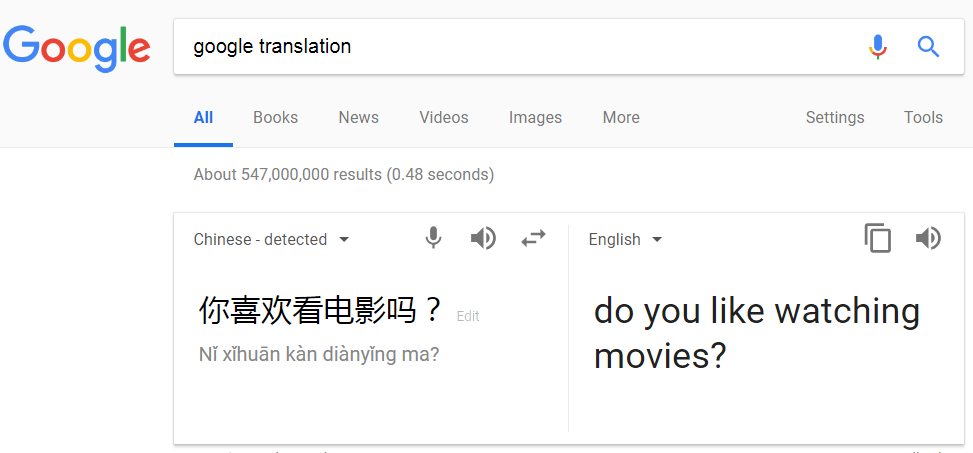 Google
google translation
All Books News Videos Images More Settings Tools
About 547,000,000 results (0.48 seconds)
Chinese - detected
English
你喜欢看电影吗？ Edit
Nǐ xǐhuān kàn diànyǐng ma?
do you like watching
movies?